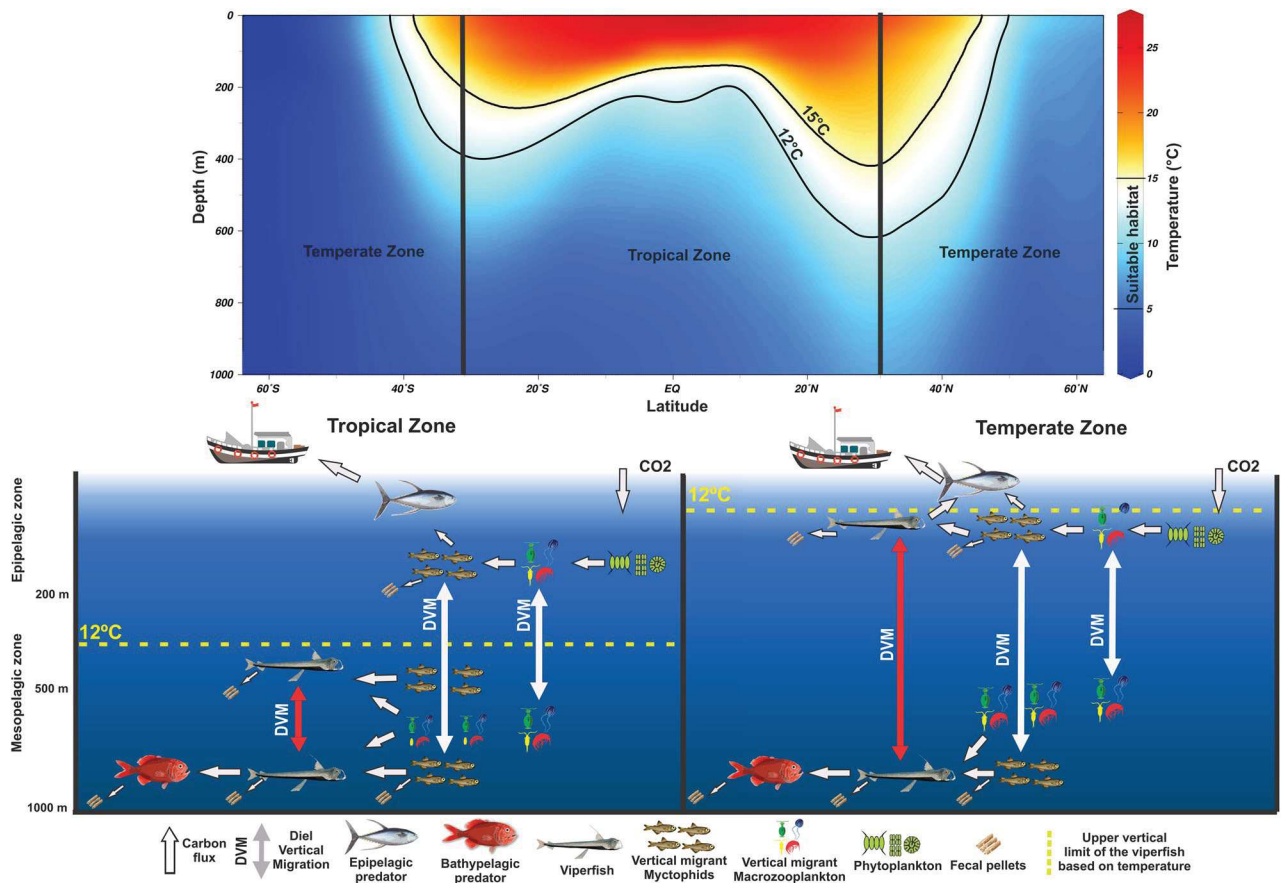 0
200
400
600
800
1000
Depth (m)
15°C
12°C
Temperate Zone
Tropical Zone
Temperate Zone
60°S
40°S
20°S
EQ
20°N
40°N
60°N
Latitude
25
20
15
10
5
0
Suitable habitat
Temperature (°C)
Tropical Zone
Temperate Zone
Epipelagic zone
Mesopelagic zone
200 m
500 m
1000 m
CO2
12°C
DVM
DVM
DVM
CO2
12°C
DVM
DVM
DVM
Carbon
flux
DVM
Diel
Vertical
Migration
Epipelagic
predator
Bathypelagic
predator
Viperfish
Vertical migrant
Myctophids
Vertical migrant
Macrozooplankton
Phytoplankton
Fecal pellets
Upper vertical
limit of the viperfish
based on temperature